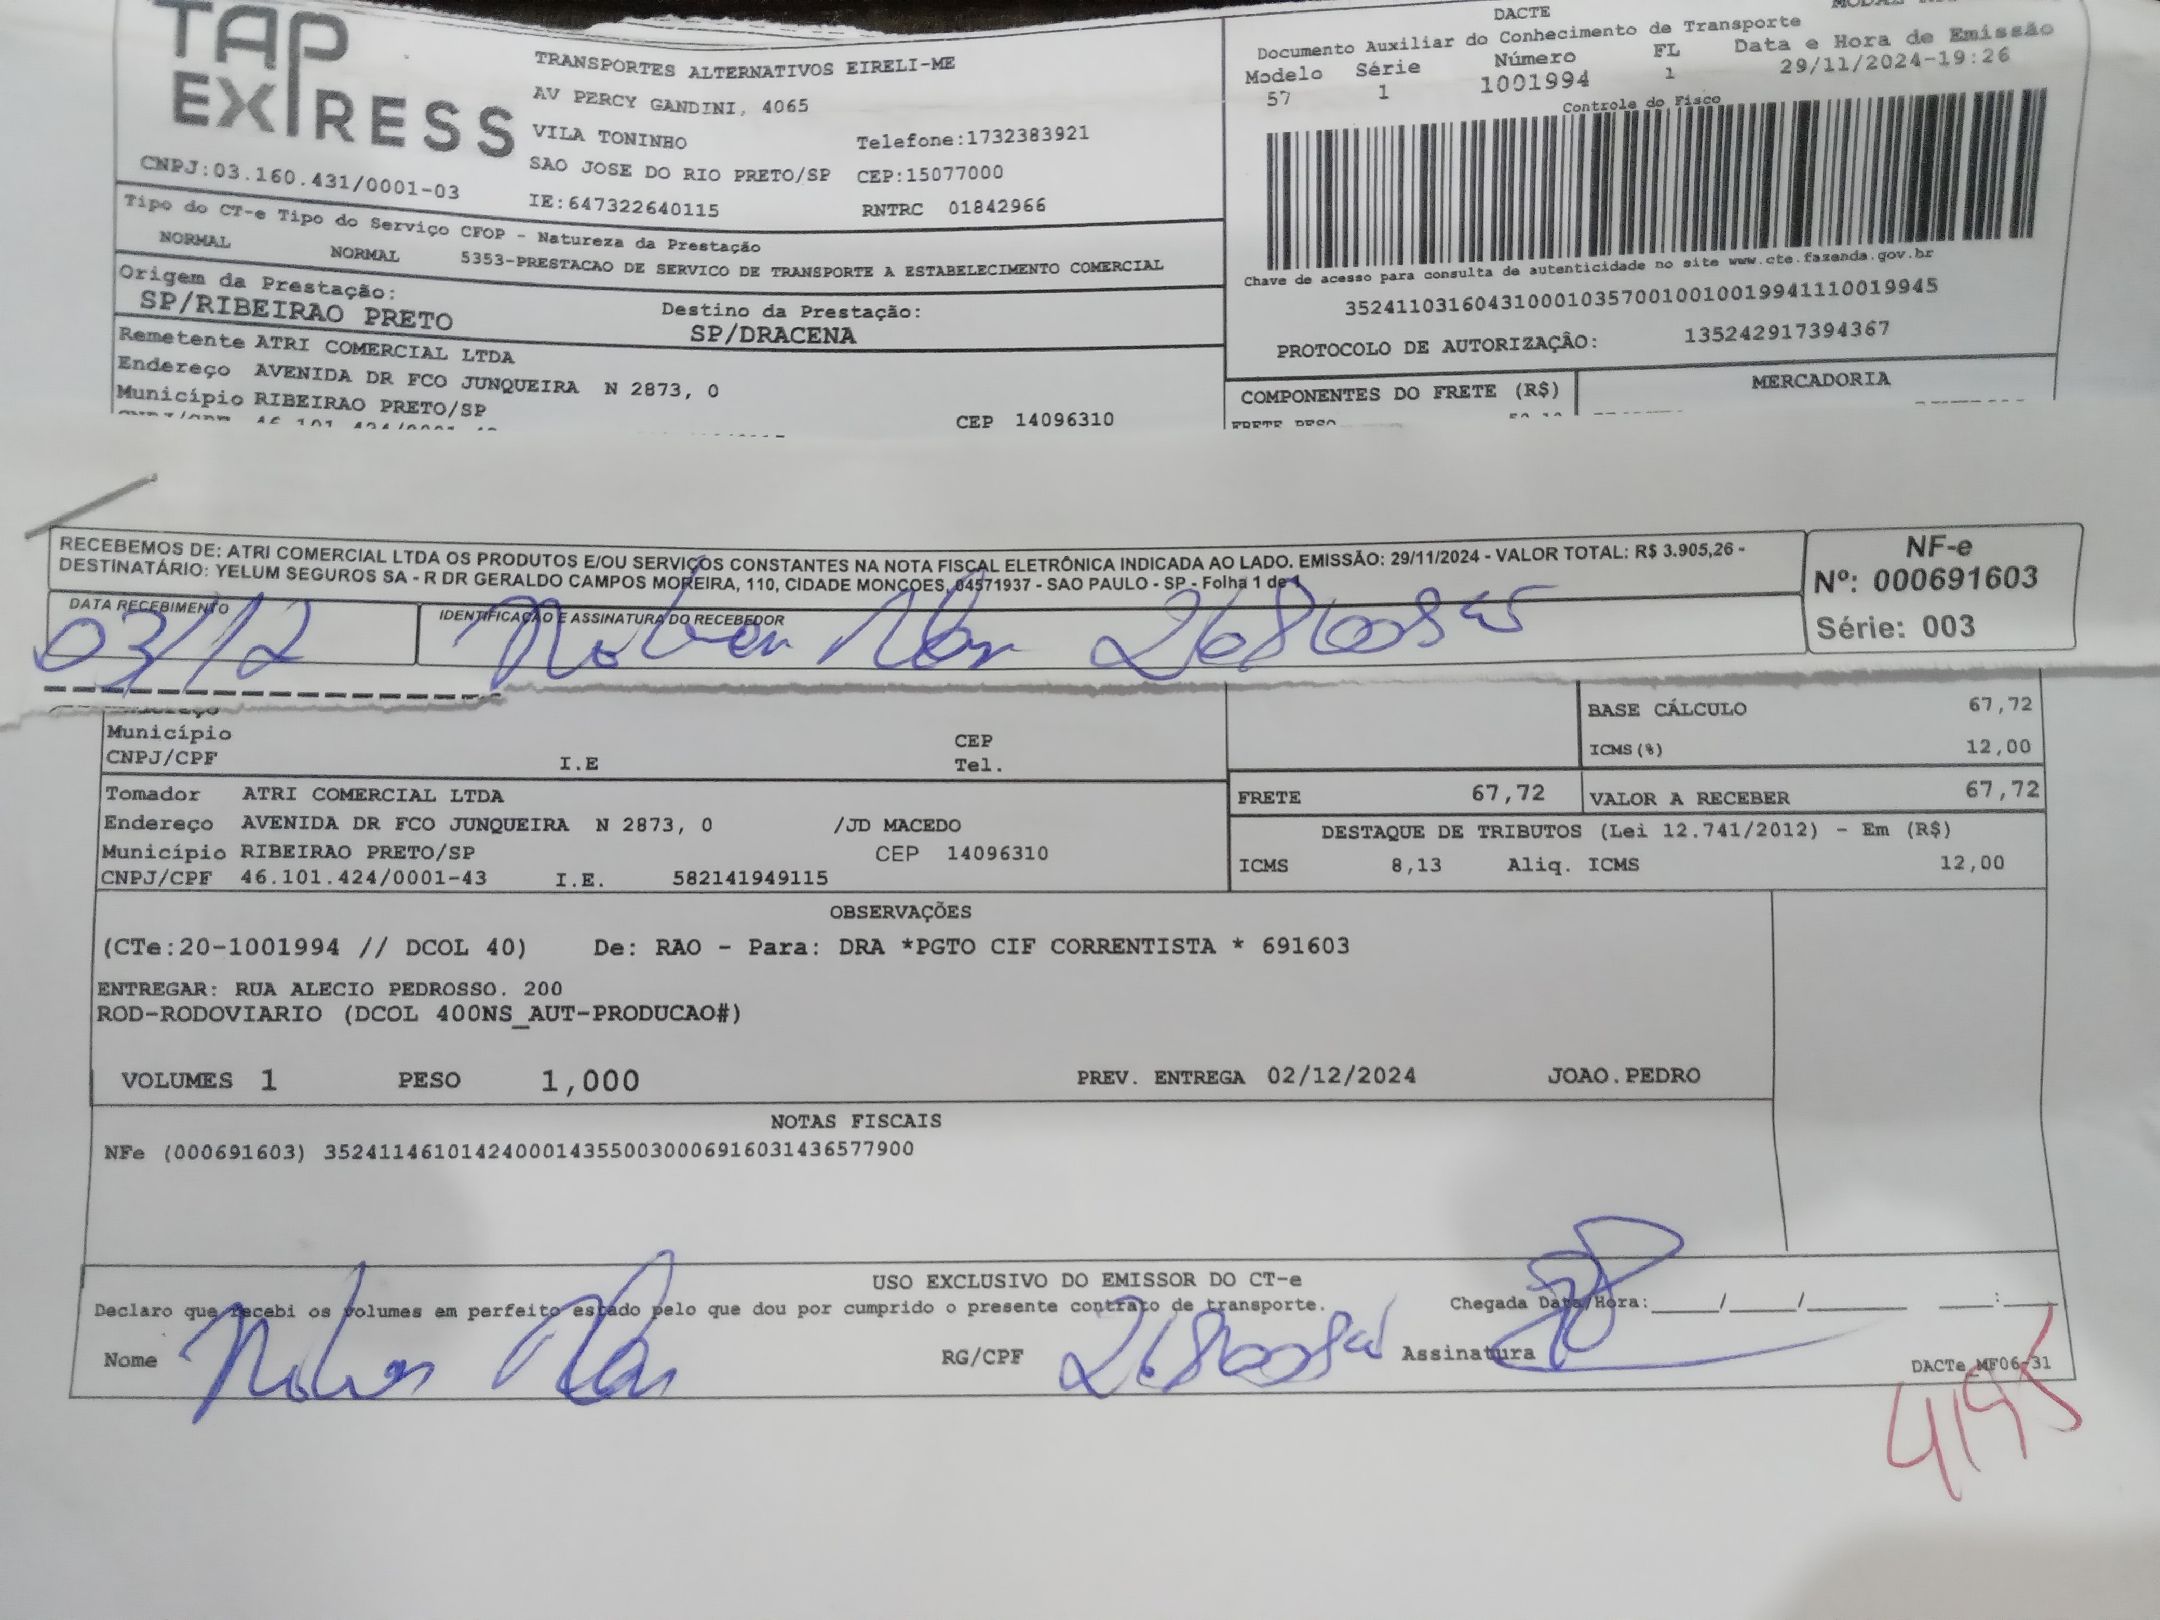 TAP
EXPRESS
CNPJ:03.160.431/0001-03
TRANSPORTES ALTERNATIVOS EIRELI-ME
AV PERCY GANDINI, 4065
VILA TONINHO Telefone:1732383921
SAO JOSE DO RIO PRETO/SP CEP:15077000
IE:647322640115 RNTRC 01842966
DACTE
Documento Auxiliar do Conhecimento de Transporte
Modelo Série Número FL Data e Hora de Emissão
57 1 1001994 1 29/11/2024-19:26
Controle do Fisco
Chave de acesso para consulta de autenticidade no site www.cte.fazenda.gov.br
35241103160431000103570010010019941110019945
PROTOCOLO DE AUTORIZAÇÃO: 135242917394367
Tipo do CT-e Tipo do Serviço CFOP - Natureza da Prestação
NORMAL NORMAL 5353-PRESTACAO DE SERVICO DE TRANSPORTE A ESTABELECIMENTO COMERCIAL
Origem da Prestação: Destino da Prestação:
SP/RIBEIRAO PRETO SP/DRACENA
Remetente ATRI COMERCIAL LTDA
Endereço AVENIDA DR FCO JUNQUEIRA N 2873, 0
Município RIBEIRAO PRETO/SP CEP 14096310
COMPONENTES DO FRETE (R$) MERCADORIA
FRETE PESO
RECEBEMOS DE: ATRI COMERCIAL LTDA OS PRODUTOS E/OU SERVIÇOS CONSTANTES NA NOTA FISCAL ELETRÔNICA INDICADA AO LADO. EMISSÃO: 29/11/2024 - VALOR TOTAL: R$ 3.905,26 -
DESTINATÁRIO: YELUM SEGUROS SA - R DR GERALDO CAMPOS MOREIRA, 110, CIDADE MONCOES, 04571937 - SAO PAULO - SP - Folha 1 de 1
DATA RECEBIMENTO IDENTIFICAÇÃO E ASSINATURA DO RECEBEDOR
03/12
NF-e
Nº: 000691603
Série: 003
Município CEP
CNPJ/CPF I.E Tel.
BASE CÁLCULO 67,72
ICMS(%) 12,00
FRETE 67,72 VALOR A RECEBER 67,72
Tomador ATRI COMERCIAL LTDA
Endereço AVENIDA DR FCO JUNQUEIRA N 2873, 0 /JD MACEDO
Município RIBEIRAO PRETO/SP CEP 14096310
CNPJ/CPF 46.101.424/0001-43 I.E. 582141949115
DESTAQUE DE TRIBUTOS (Lei 12.741/2012) - Em (R$)
ICMS 8,13 Aliq. ICMS 12,00
OBSERVAÇÕES
(CTe:20-1001994 // DCOL 40) De: RAO - Para: DRA *PGTO CIF CORRENTISTA * 691603
ENTREGAR: RUA ALECIO PEDROSSO. 200
ROD-RODOVIARIO (DCOL 400NS_AUT-PRODUCAO#)
VOLUMES 1 PESO 1,000 PREV. ENTREGA 02/12/2024 JOAO.PEDRO
NOTAS FISCAIS
NFe (000691603) 35241146101424000143550030006916031436577900
USO EXCLUSIVO DO EMISSOR DO CT-e
Declaro que recebi os volumes em perfeito estado pelo que dou por cumprido o presente contrato de transporte. Chegada Data/Hora:____/____/______ ___:___
Nome RG/CPF Assinatura
DACTe_MF06-31